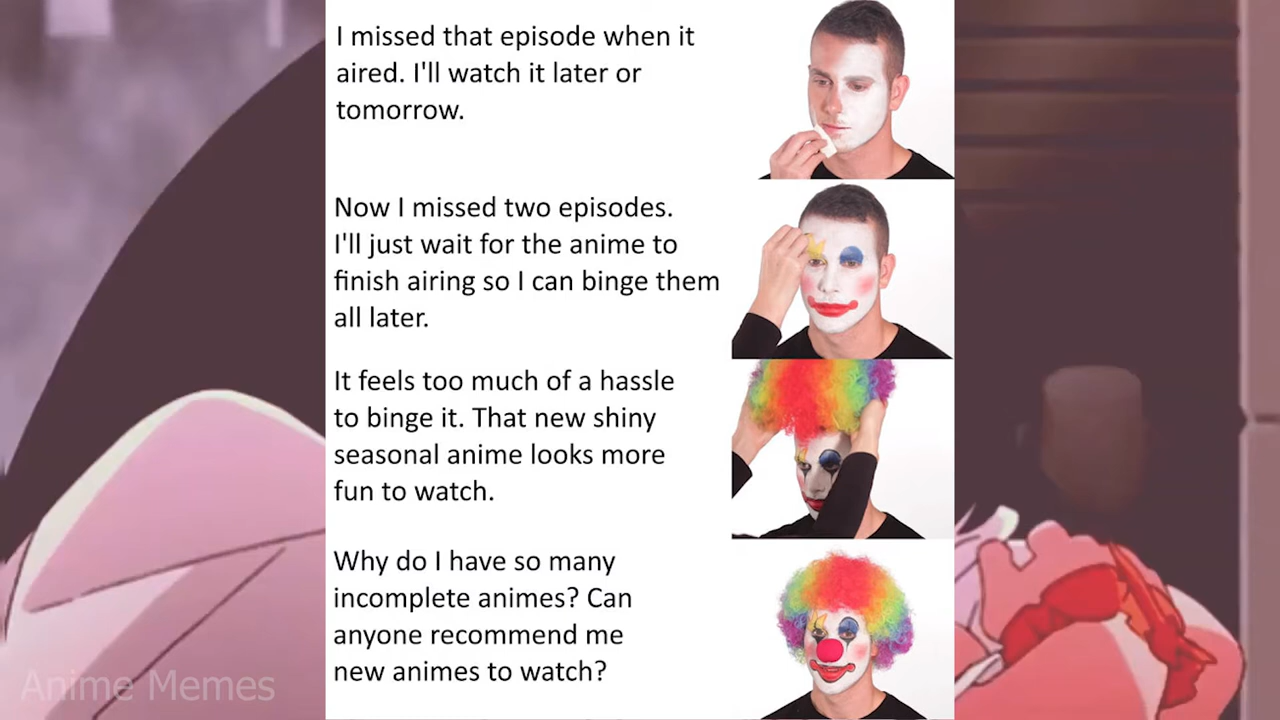 I missed that episode when it
aired. I'll watch it later or
tomorrow.
Now I missed two episodes.
I'll just wait for the anime to
finish airing so I can binge them
all later.
It feels too much of a hassle
to binge it. That new shiny
seasonal anime looks more
fun to watch.
Why do I have so many
incomplete animes? Can
anyone recommend me
new animes to watch?
Anime Memes